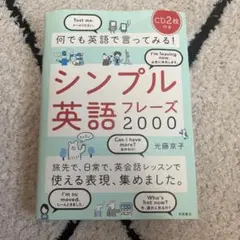 Trust me.
CD2枚
何でも英語で言ってみる!
I'm leaving
now.
シンプル
英語フレーズ
2000
Can I have
more?
光藤京子
旅先で、日常で、英会話レッスンで
使える表現、集めました。
I'm so
moved.
Who's
next now?
高橋書店